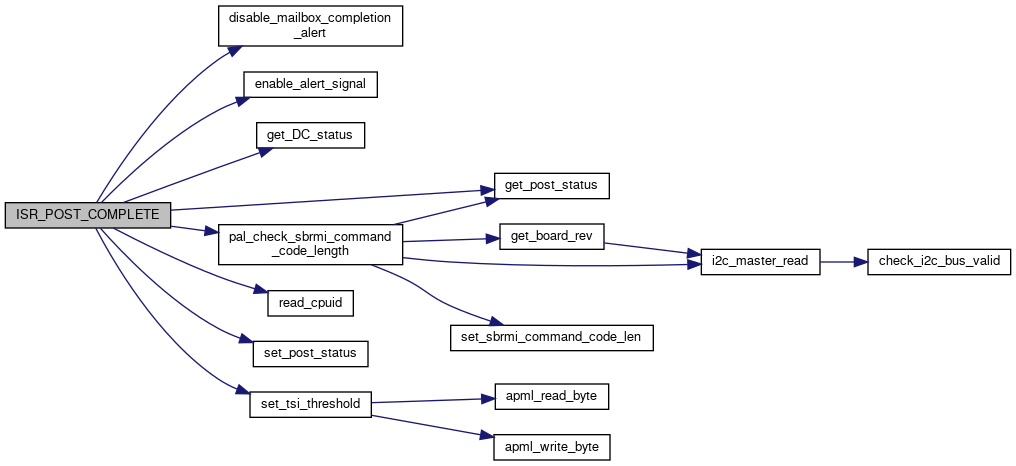 disable_mailbox_completion
_alert
enable_alert_signal
get_DC_status
get_post_status
ISR_POST_COMPLETE
pal_check_sbrmi_command
_code_length
get_board_rev
i2c_master_read
check_i2c_bus_valid
read_cpuid
set_sbrmi_command_code_len
set_post_status
set_tsi_threshold
apml_read_byte
apml_write_byte